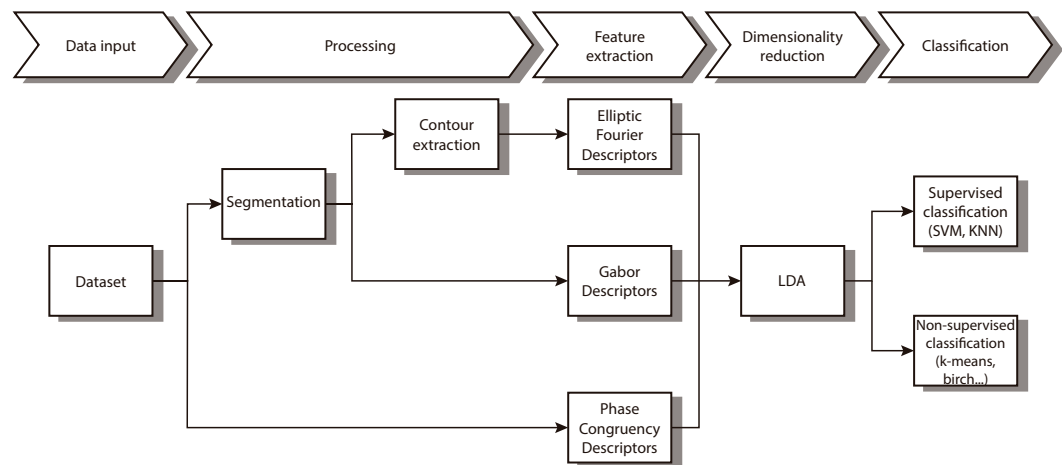 Data input
Processing
Feature
extraction
Dimensionality
reduction
Classification
Contour
extraction
Elliptic
Fourier
Descriptors
Segmentation
Supervised
classification
(SVM, KNN)
Dataset
Gabor
Descriptors
LDA
Non-supervised
classification
(k-means,
birch...)
Phase
Congruency
Descriptors